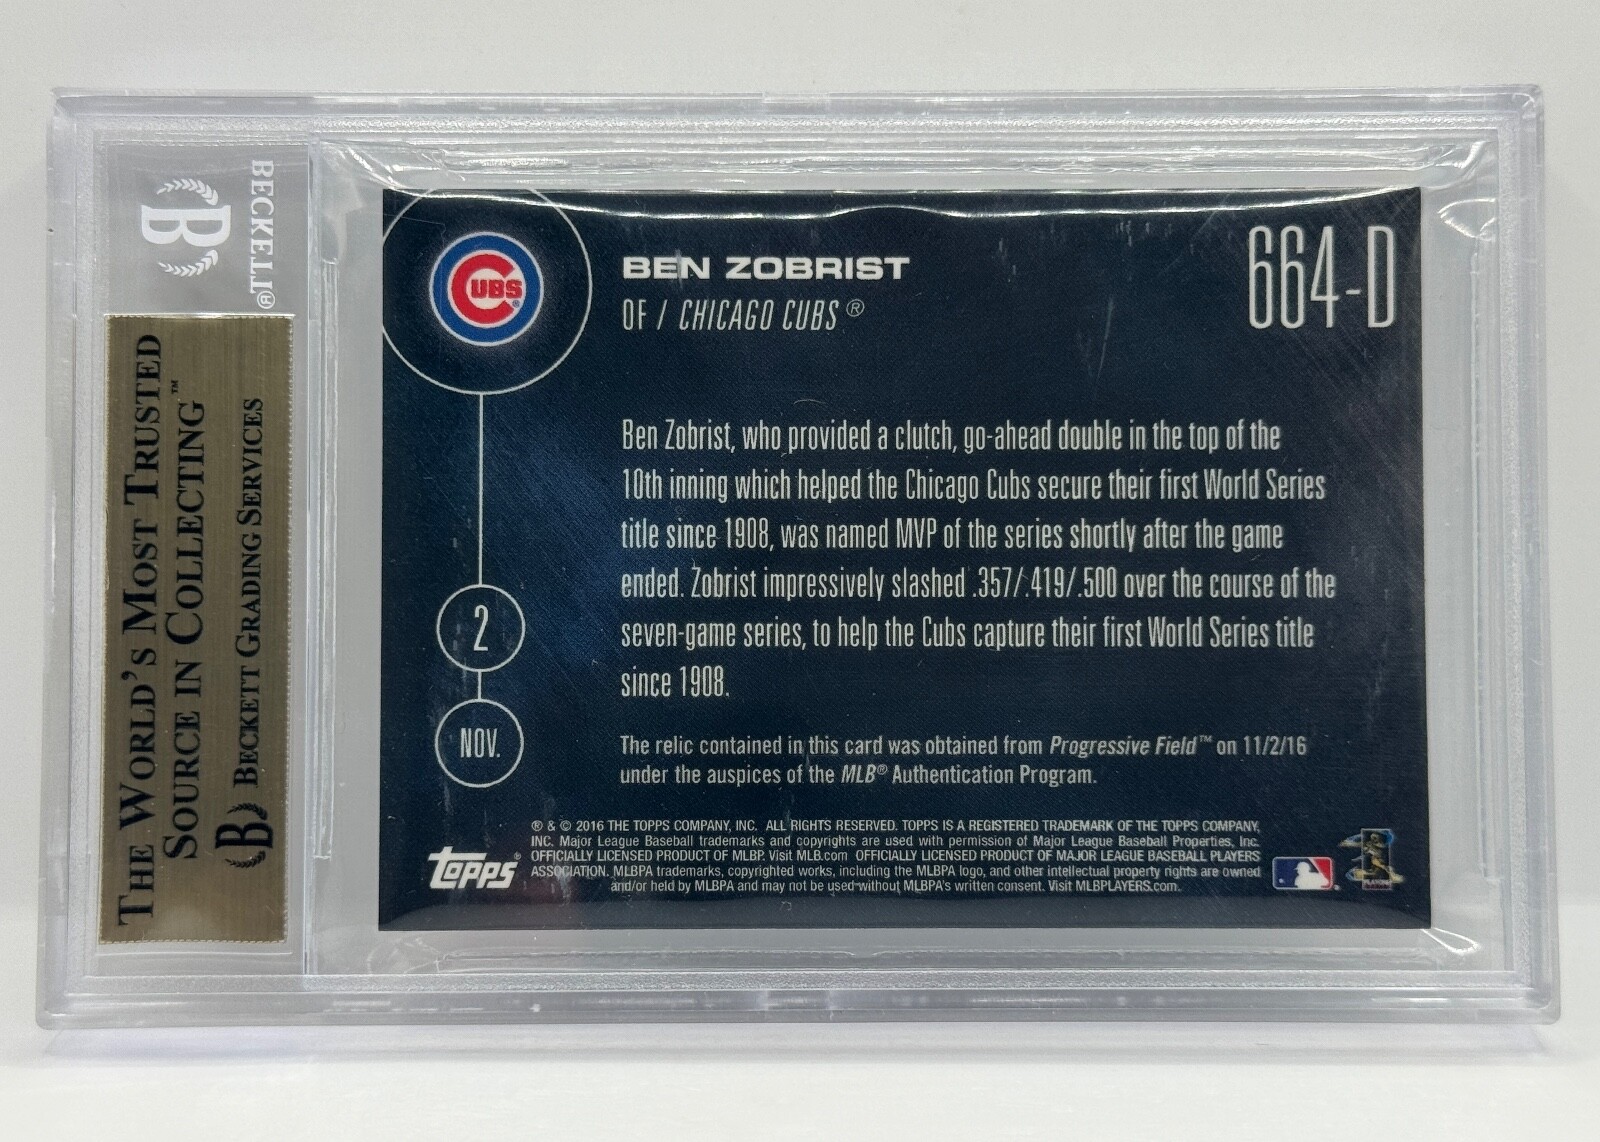 BECKETT®
B
THE WORLD'S MOST TRUSTED
SOURCE IN COLLECTING™
B BECKETT GRADING SERVICES
CUBS®
BEN ZOBRIST
OF / CHICAGO CUBS®
664-D
Ben Zobrist, who provided a clutch, go-ahead double in the top of the
10th inning which helped the Chicago Cubs secure their first World Series
title since 1908, was named MVP of the series shortly after the game
ended. Zobrist impressively slashed .357/.419/.500 over the course of the
seven-game series, to help the Cubs capture their first World Series title
since 1908.
2
NOV.
The relic contained in this card was obtained from Progressive Field™ on 11/2/16
under the auspices of the MLB® Authentication Program.
® & © 2016 THE TOPPS COMPANY, INC. ALL RIGHTS RESERVED. TOPPS IS A REGISTERED TRADEMARK OF THE TOPPS COMPANY,
INC. Major League Baseball trademarks and copyrights are used with permission of Major League Baseball Properties, Inc.
OFFICIALLY LICENSED PRODUCT OF MLBP. Visit MLB.com OFFICIALLY LICENSED PRODUCT OF MAJOR LEAGUE BASEBALL PLAYERS
ASSOCIATION. MLBPA trademarks, copyrighted works, including the MLBPA logo, and other intellectual property rights are owned
and/or held by MLBPA and may not be used without MLBPA's written consent. Visit MLBPLAYERS.com.
TOPPS®